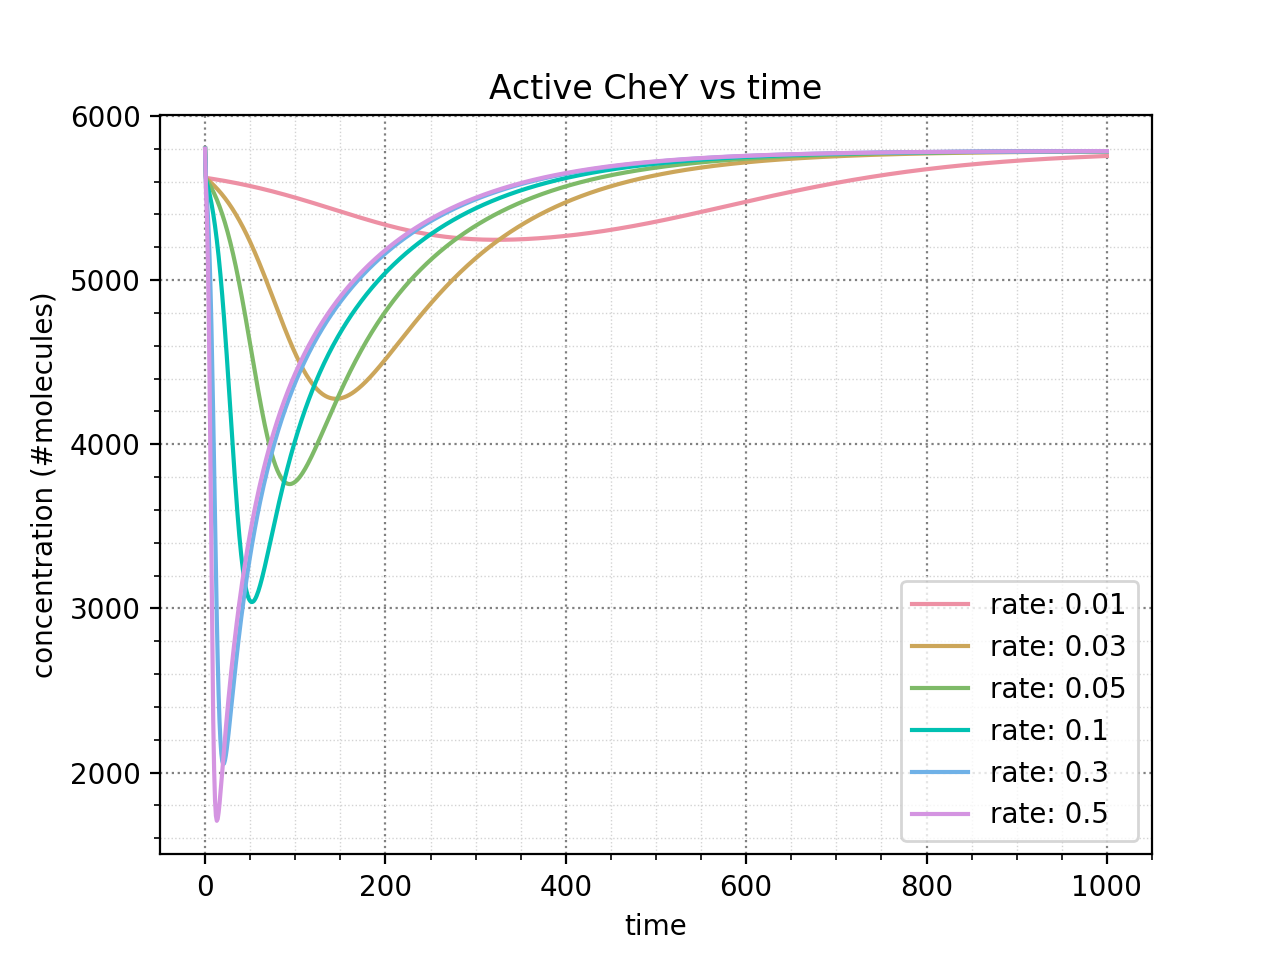 Active CheY vs time
concentration (#molecules)
6000
5000
4000
3000
2000
0 200 400 600 800 1000
time
rate: 0.01
rate: 0.03
rate: 0.05
rate: 0.1
rate: 0.3
rate: 0.5